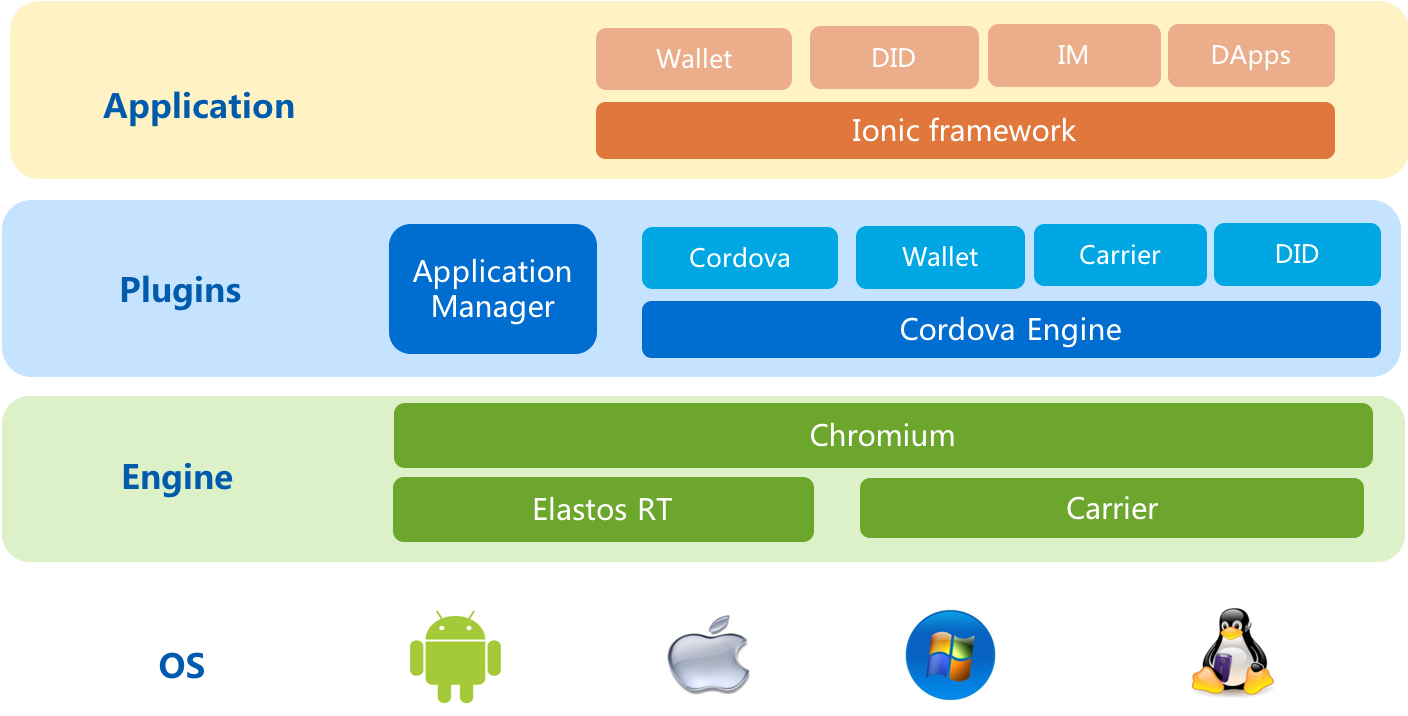 Application
Wallet
DID
IM
DApps
Ionic framework
Plugins
Application
Manager
Cordova
Wallet
Carrier
DID
Cordova Engine
Engine
Chromium
Elastos RT
Carrier
OS